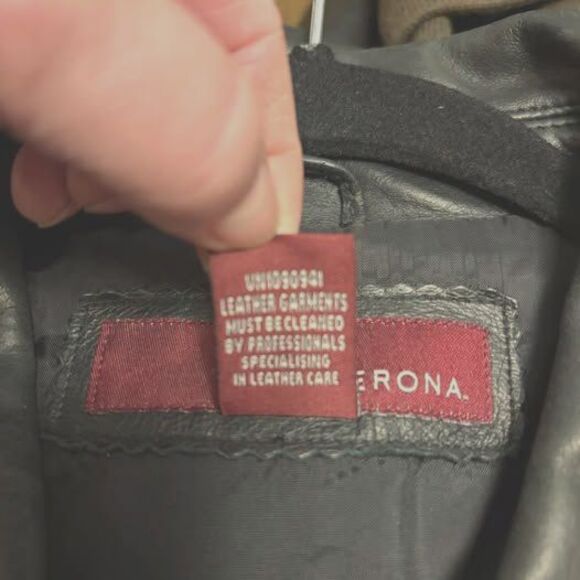 UN1090941
LEATHER GARMENTS
MUST BE CLEANED
BY PROFESSIONALS
SPECIALISING
IN LEATHER CARE
ERONA